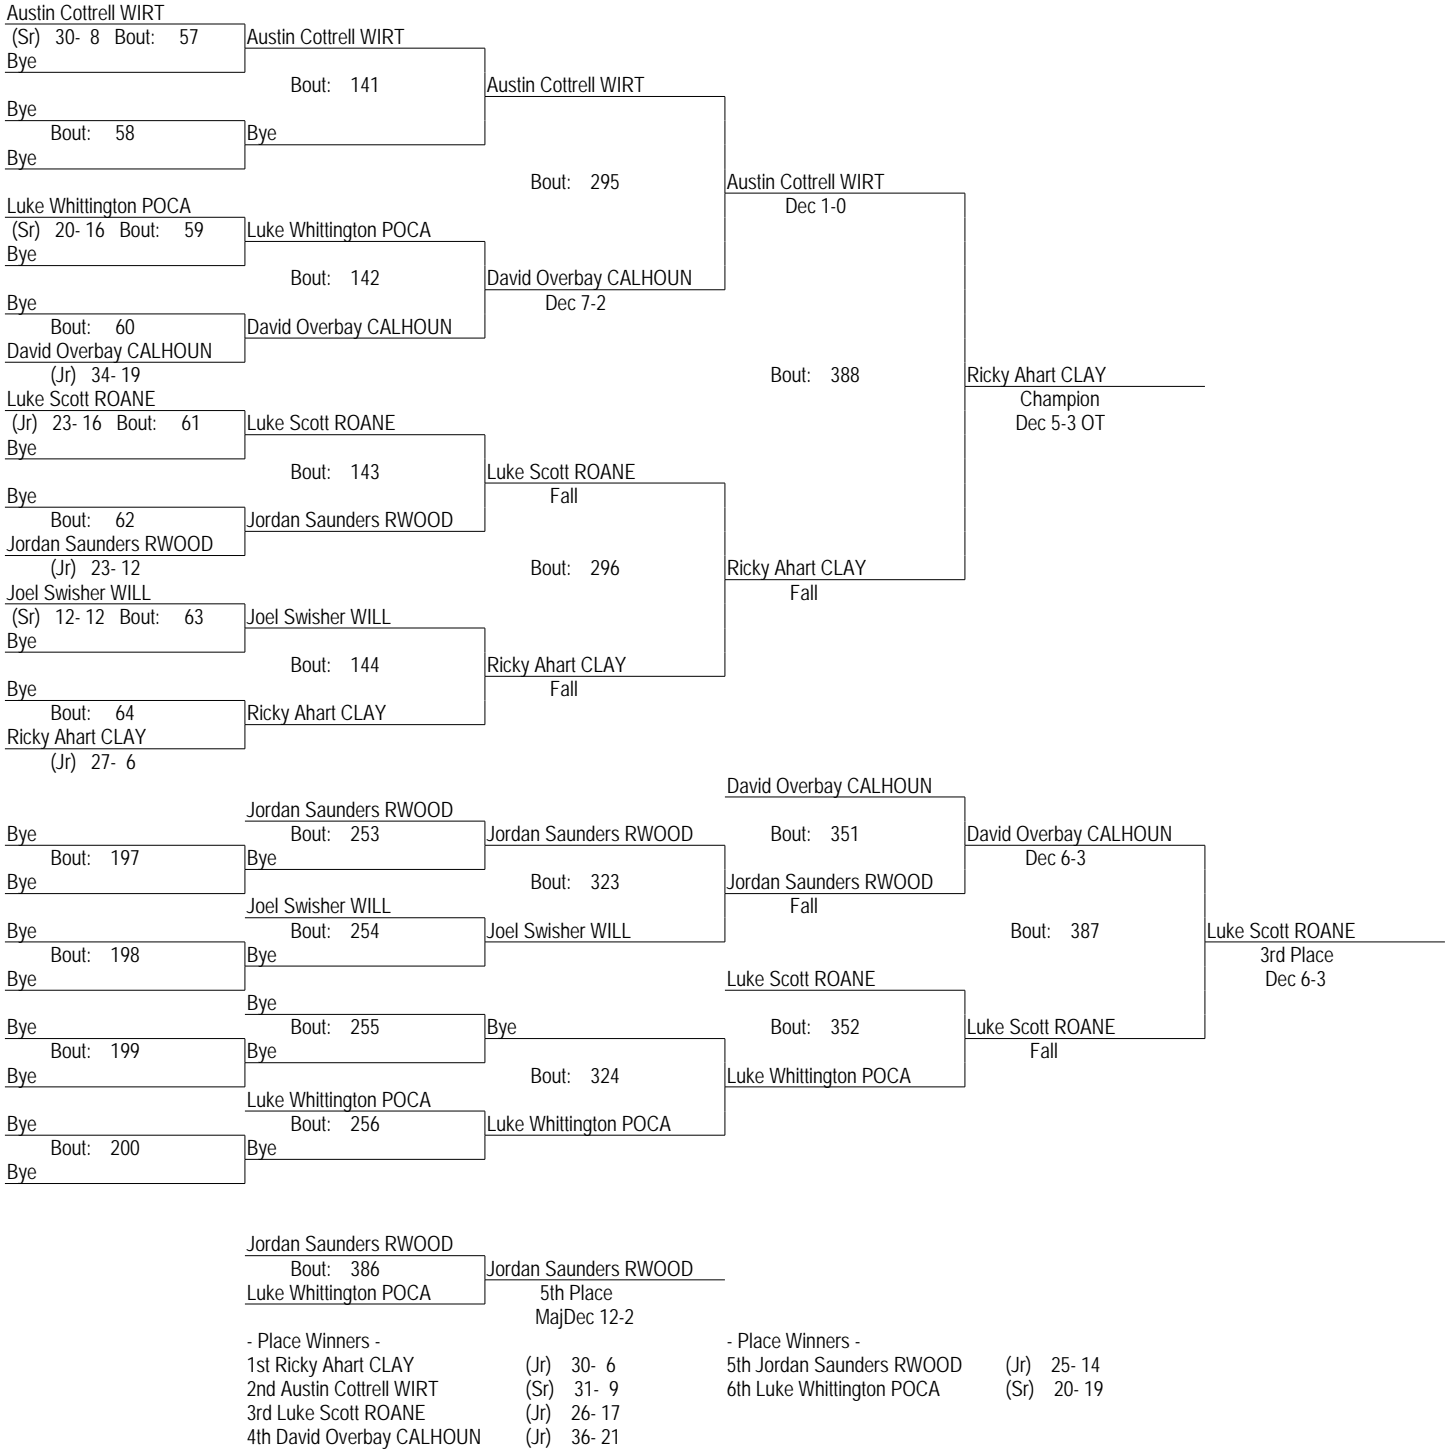 Austin Cottrell WIRT
(Sr) 30- 8 Bout: 57 Austin Cottrell WIRT
Bye
Bout: 141 Austin Cottrell WIRT
Bye
Bout: 58 Bye
Bye
Bout: 295 Austin Cottrell WIRT
Luke Whittington POCA Dec 1-0
(Sr) 20- 16 Bout: 59 Luke Whittington POCA
Bye
Bout: 142 David Overbay CALHOUN
Bye Dec 7-2
Bout: 60 David Overbay CALHOUN
David Overbay CALHOUN
(Jr) 34- 19 Bout: 388 Ricky Ahart CLAY
Luke Scott ROANE Champion
(Jr) 23- 16 Bout: 61 Luke Scott ROANE Dec 5-3 OT
Bye
Bout: 143 Luke Scott ROANE
Bye Fall
Bout: 62 Jordan Saunders RWOOD
Jordan Saunders RWOOD
(Jr) 23- 12 Bout: 296 Ricky Ahart CLAY
Joel Swisher WILL Fall
(Sr) 12- 12 Bout: 63 Joel Swisher WILL
Bye
Bout: 144 Ricky Ahart CLAY
Bye Fall
Bout: 64 Ricky Ahart CLAY
Ricky Ahart CLAY
(Jr) 27- 6
David Overbay CALHOUN
Jordan Saunders RWOOD
Bye Bout: 253 Jordan Saunders RWOOD Bout: 351 David Overbay CALHOUN
Bout: 197 Bye Dec 6-3
Bye Bout: 323 Jordan Saunders RWOOD
Joel Swisher WILL Fall
Bye Bout: 254 Joel Swisher WILL Bout: 387 Luke Scott ROANE
Bout: 198 Bye 3rd Place
Bye Luke Scott ROANE Dec 6-3
Bye
Bye Bout: 255 Bye Bout: 352 Luke Scott ROANE
Bout: 199 Bye Fall
Bye Bout: 324 Luke Whittington POCA
Luke Whittington POCA
Bye Bout: 256 Luke Whittington POCA
Bout: 200 Bye
Bye
Jordan Saunders RWOOD
Bout: 386 Jordan Saunders RWOOD
Luke Whittington POCA 5th Place
MajDec 12-2
- Place Winners - - Place Winners -
1st Ricky Ahart CLAY (Jr) 30- 6 5th Jordan Saunders RWOOD (Jr) 25- 14
2nd Austin Cottrell WIRT (Sr) 31- 9 6th Luke Whittington POCA (Sr) 20- 19
3rd Luke Scott ROANE (Jr) 26- 17
4th David Overbay CALHOUN (Jr) 36- 21